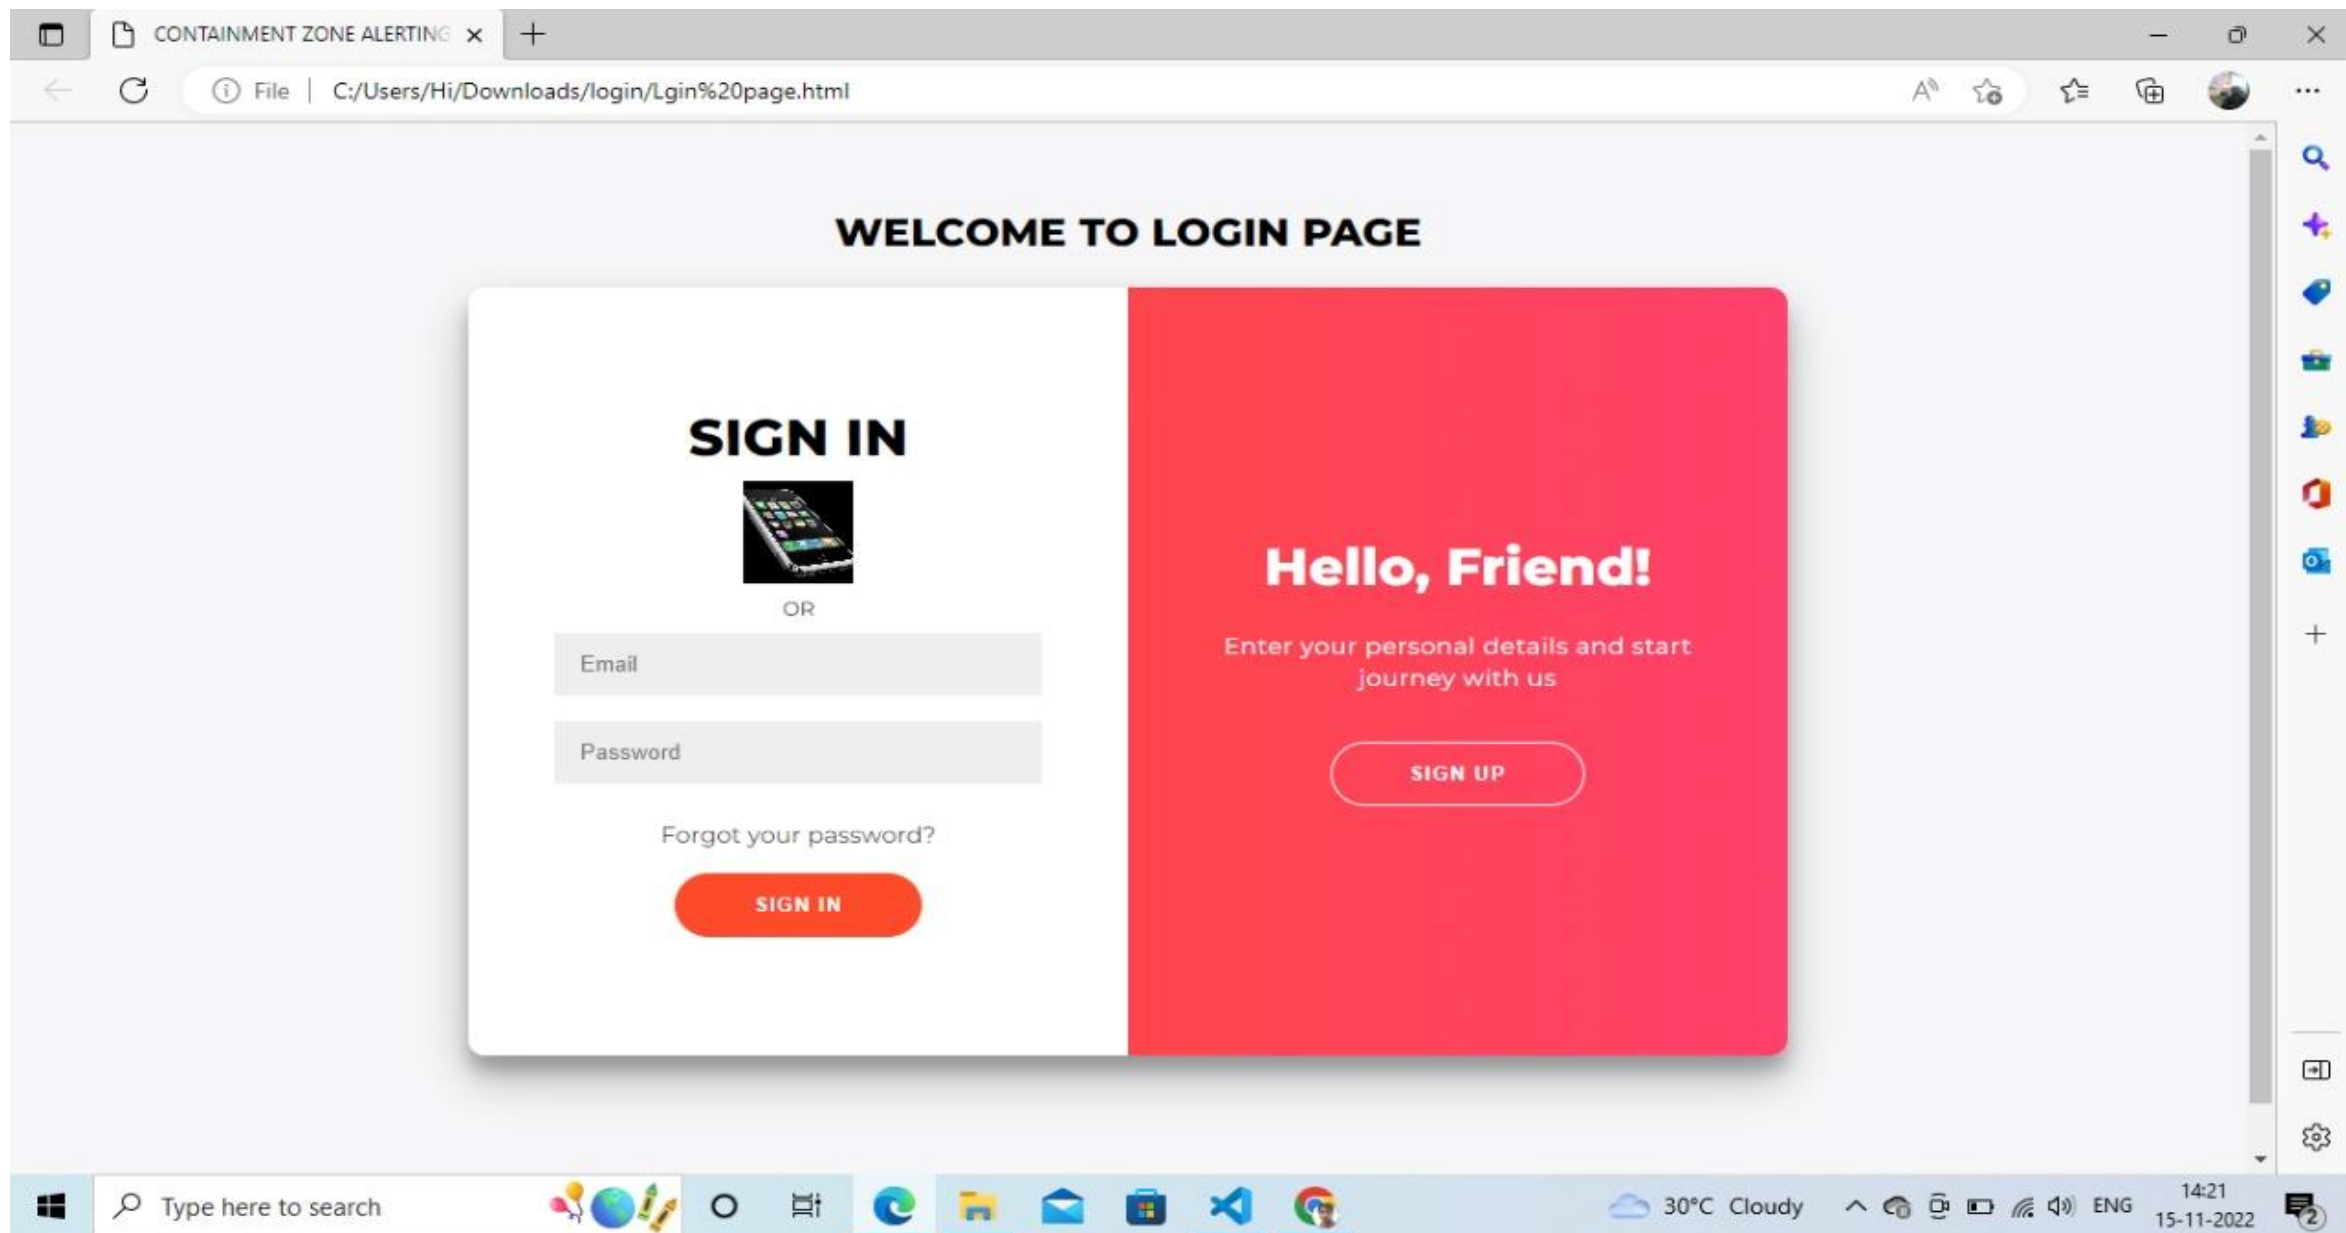 CONTAINMENT ZONE ALERTING
File | C:/Users/Hi/Downloads/login/Lgin%20page.html
WELCOME TO LOGIN PAGE
SIGN IN
OR
Email
Password
Forgot your password?
SIGN IN
Hello, Friend!
Enter your personal details and start
journey with us
SIGN UP
Type here to search
30°C Cloudy
ENG
14:21
15-11-2022
2